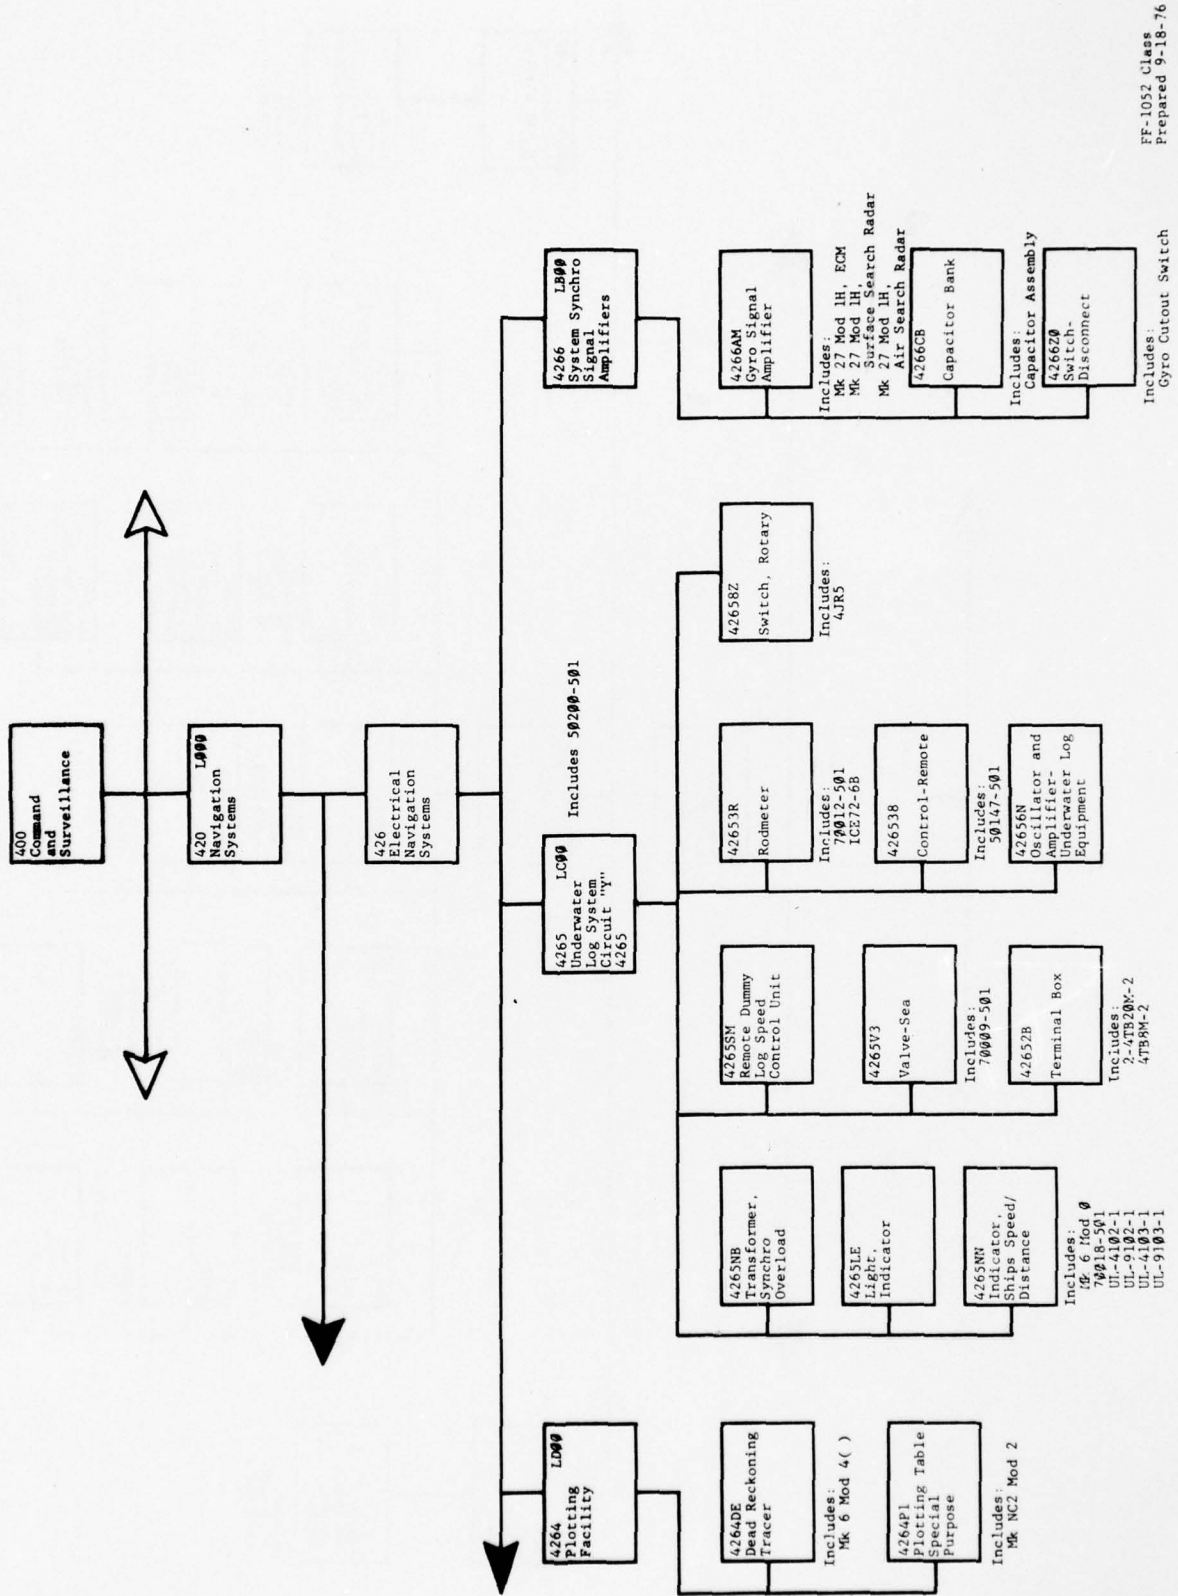 400
Command
and
Surveillance
420 LØØØ
Navigation
Systems
426
Electrical
Navigation
Systems
4264 LDØØ
Plotting
Facility
4265 LCØØ
Underwater
Log System
Circuit "Y"
4265
Includes 5Ø2ØØ-5Ø1
4266 LBØØ
System Synchro
Signal
Amplifiers
4264DE
Dead Reckoning
Tracer
Includes:
Mk 6 Mod 4( )
4264P1
Plotting Table
Special
Purpose
Includes:
Mk NC2 Mod 2
4265NB
Transformer,
Synchro
Overload
4265LE
Light,
Indicator
4265NN
Indicator,
Ships Speed/
Distance
Includes:
Mk 6 Mod Ø
7ØØ18-5Ø1
UL-41Ø2-1
UL-91Ø2-1
UL-41Ø3-1
UL-91Ø3-1
4265SM
Remote Dummy
Log Speed
Control Unit
4265V3
Valve-Sea
Includes:
7ØØØ9-5Ø1
42652B
Terminal Box
Includes:
2-4TB2ØM-2
4TB8M-2
42653R
Rodmeter
Includes:
7ØØ12-5Ø1
ICE72-6B
426538
Control-Remote
Includes:
5Ø147-5Ø1
42656N
Oscillator and
Amplifier-
Underwater Log
Equipment
42658Z
Switch, Rotary
Includes:
4JR5
4266AM
Gyro Signal
Amplifier
Includes:
Mk 27 Mod 1H, ECM
Mk 27 Mod 1H,
Surface Search Radar
Mk 27 Mod 1H,
Air Search Radar
4266CB
Capacitor Bank
Includes:
Capacitor Assembly
4266ZØ
Switch-
Disconnect
Includes:
Gyro Cutout Switch
FF-1052 Class
Prepared 9-18-76